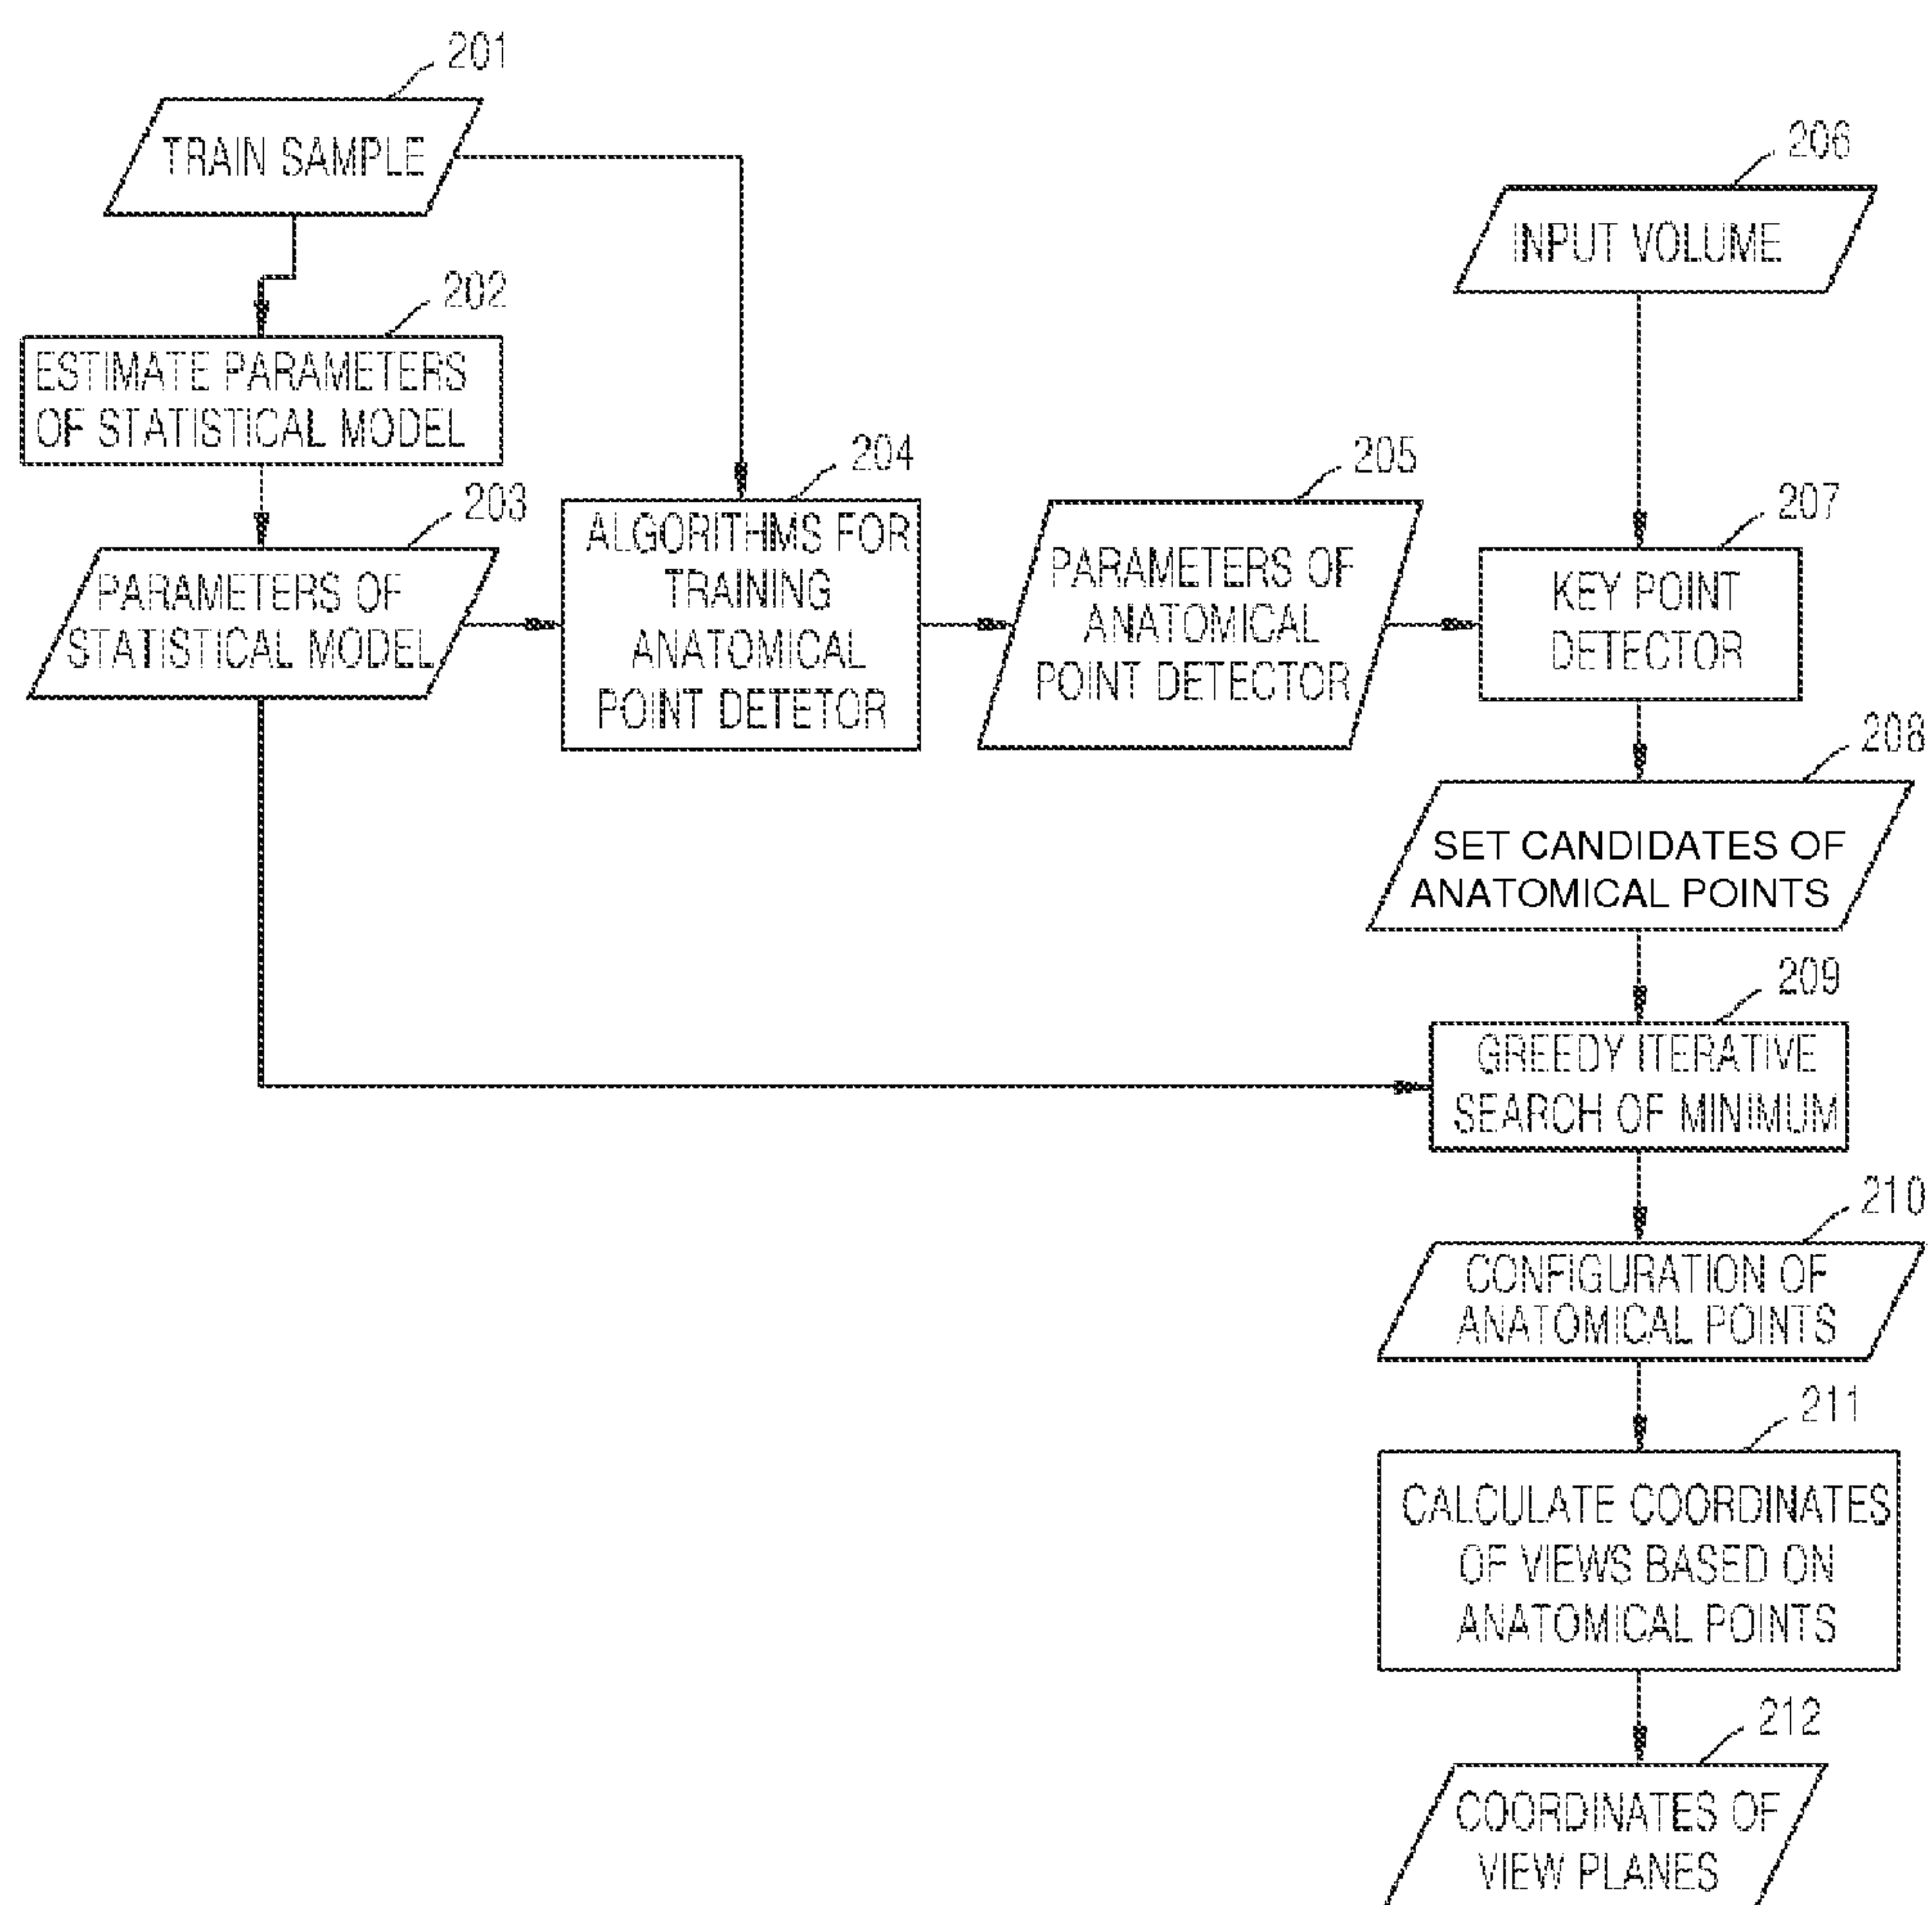 201
TRAIN SAMPLE
206
INPUT VOLUME
202
ESTIMATE PARAMETERS
OF STATISTICAL MODEL
203
PARAMETERS OF
STATISTICAL MODEL
204
ALGORITHMS FOR
TRAINING
ANATOMICAL
POINT DETETOR
205
PARAMETERS OF
ANATOMICAL
POINT DETECTOR
207
KEY POINT
DETECTOR
208
SET CANDIDATES OF
ANATOMICAL POINTS
209
GREEDY ITERATIVE
SEARCH OF MINIMUM
210
CONFIGURATION OF
ANATOMICAL POINTS
211
CALCULATE COORDINATES
OF VIEWS BASED ON
ANATOMICAL POINTS
212
COORDINATES OF
VIEW PLANES